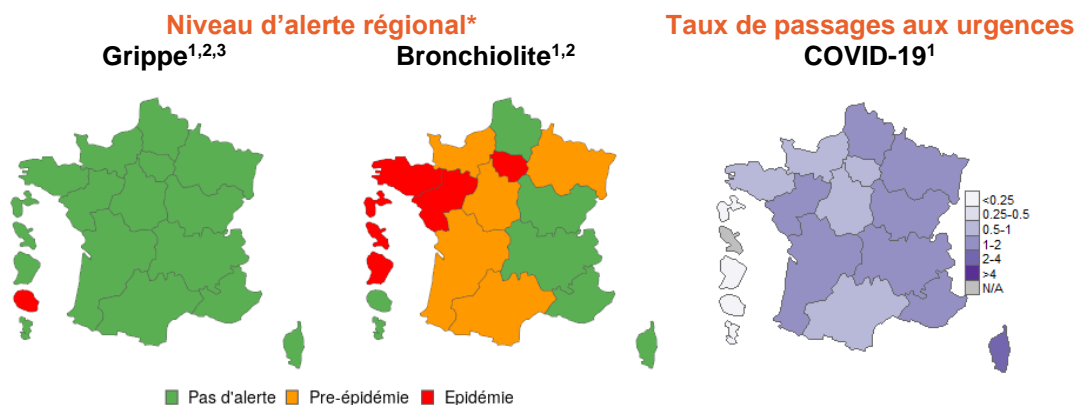 Niveau d’alerte régional*
Grippe1,2,3
Bronchiolite1,2
Taux de passages aux urgences
COVID-191
<0.25
0.25-0.5
0.5-1
1-2
2-4
>4
N/A
Pas d'alerte
Pre-épidémie
Epidémie